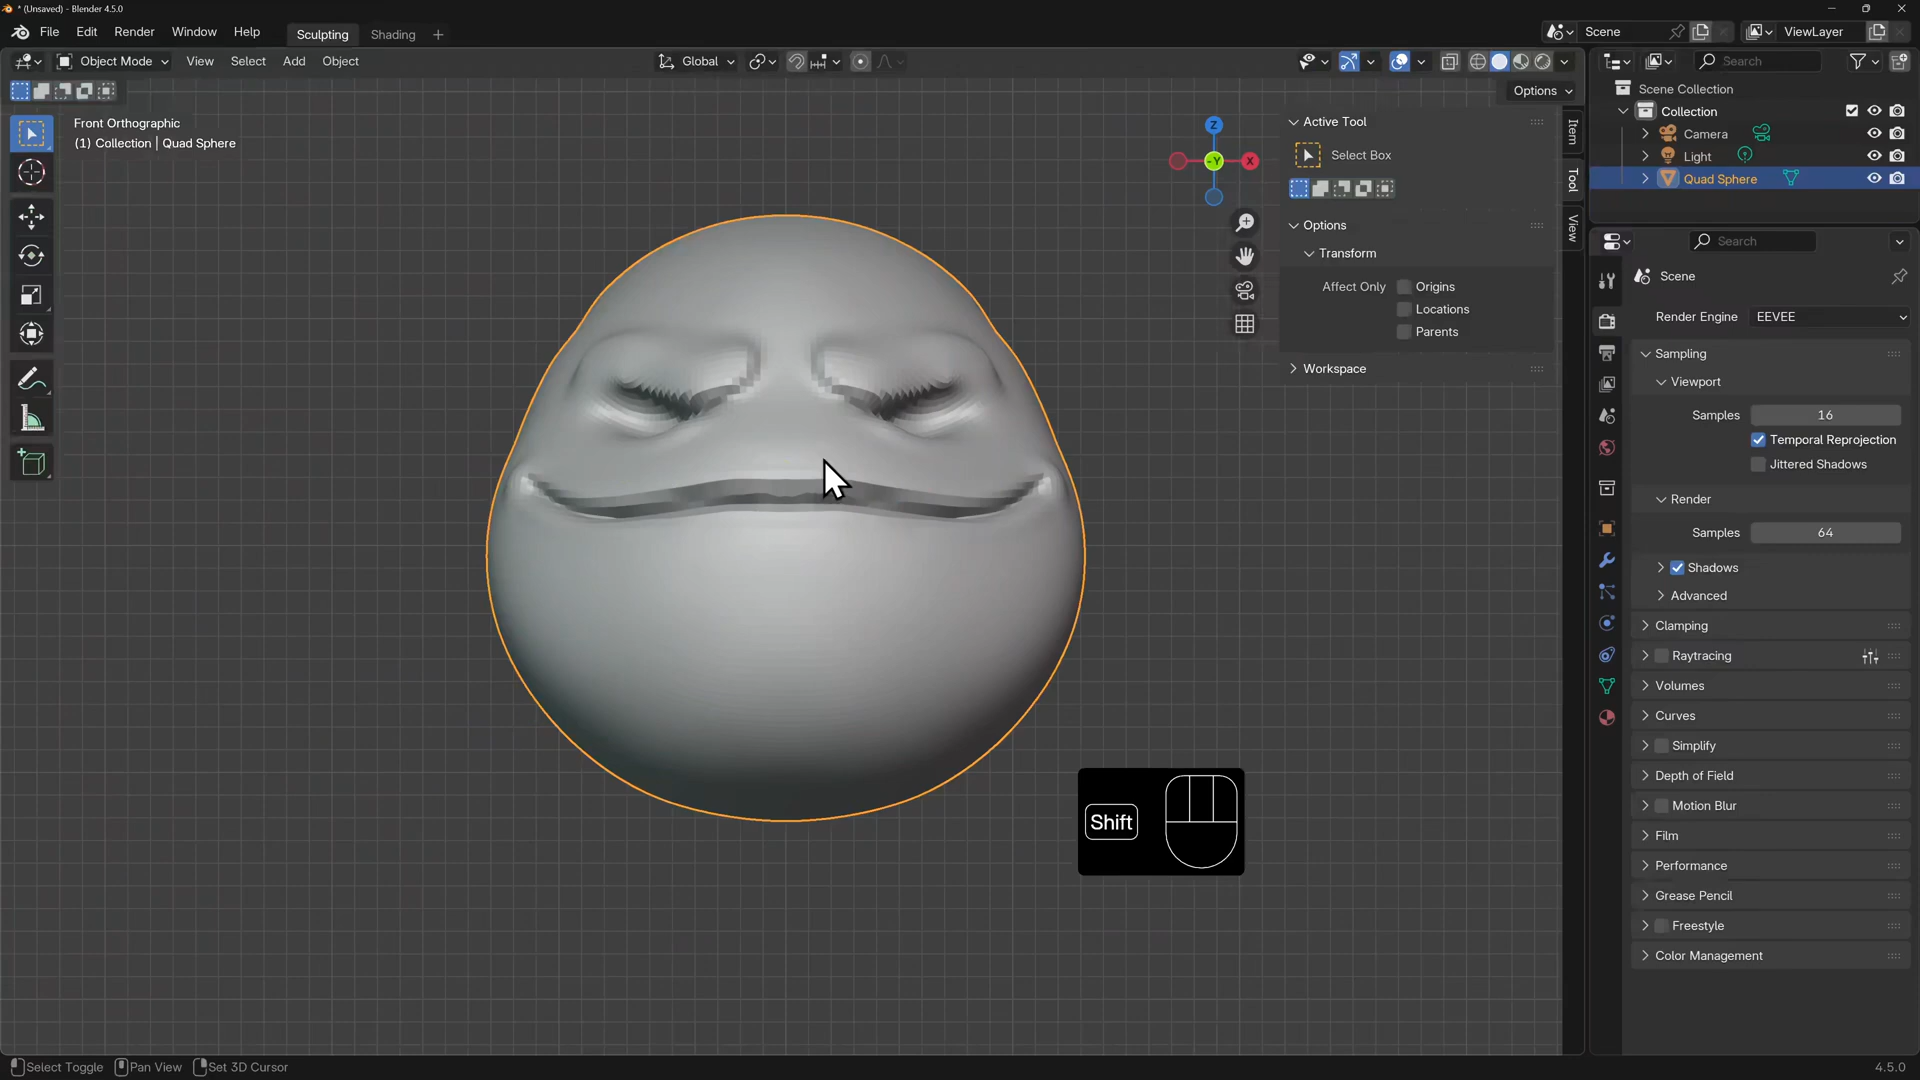 * (Unsaved) - Blender 4.5.0
File Edit Render Window Help Sculpting Shading + Scene ViewLayer
Object Mode View Select Add Object Global Search
Options
Front Orthographic
(1) Collection | Quad Sphere
Z
-Y
X
Active Tool
Select Box
Options
Transform
Affect Only Origins
Locations
Parents
Workspace
Item
Tool
View
Scene Collection
Collection
Camera
Light
Quad Sphere
Search
Scene
Render Engine EEVEE
Sampling
Viewport
Samples 16
Temporal Reprojection
Jittered Shadows
Render
Samples 64
Shadows
Advanced
Clamping
Raytracing
Volumes
Curves
Simplify
Depth of Field
Motion Blur
Film
Performance
Grease Pencil
Freestyle
Color Management
Shift
Select Toggle Pan View Set 3D Cursor 4.5.0